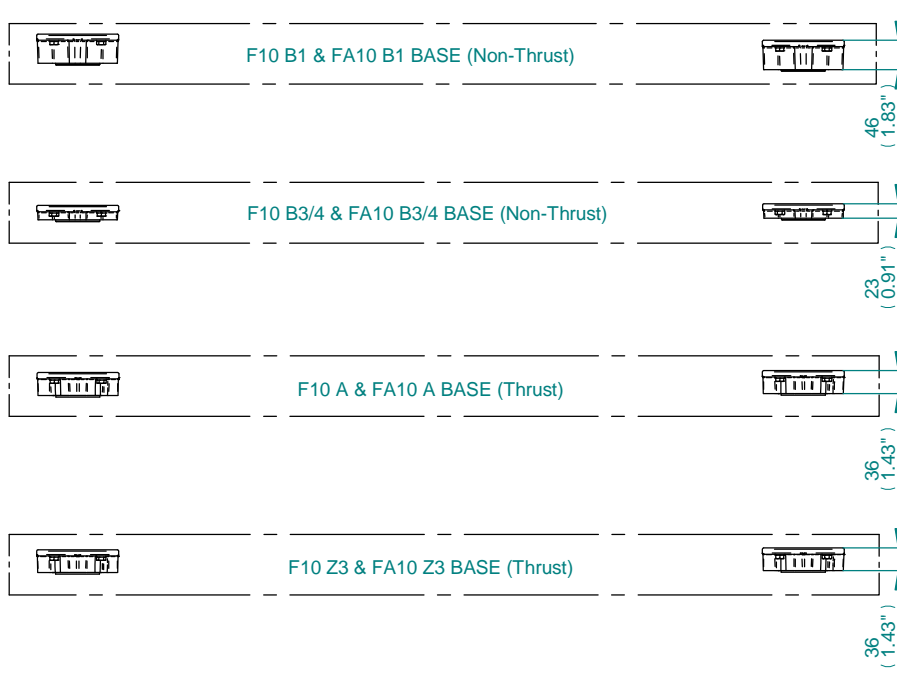 F10 B1 & FA10 B1 BASE (Non-Thrust)
46
( 1.83" )
F10 B3/4 & FA10 B3/4 BASE (Non-Thrust)
23
( 0.91" )
F10 A & FA10 A BASE (Thrust)
36
( 1.43" )
F10 Z3 & FA10 Z3 BASE (Thrust)
36
( 1.43" )